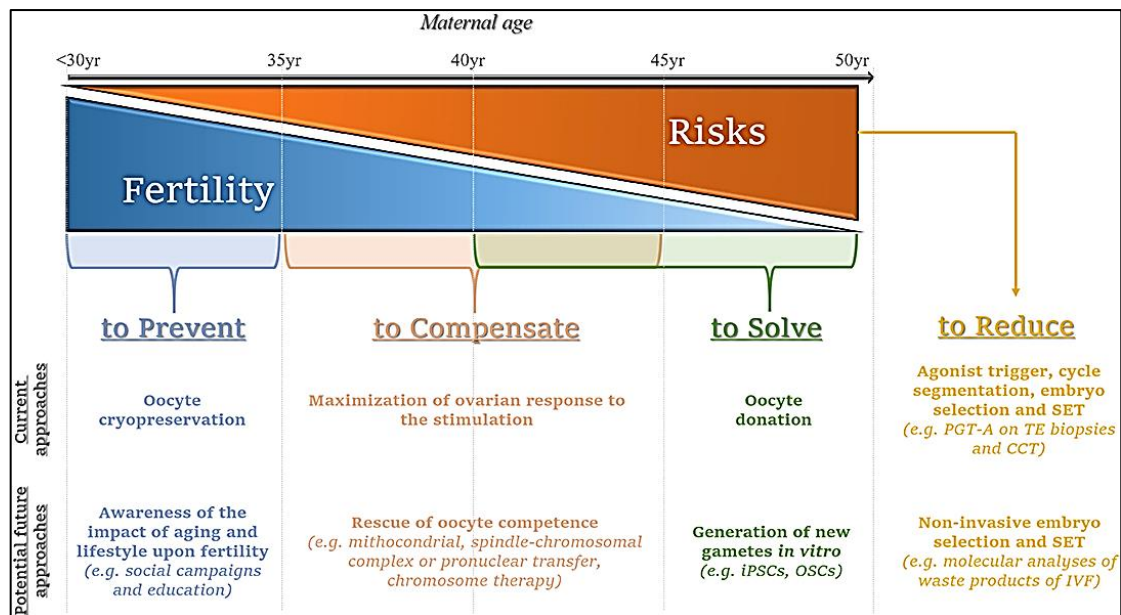 Maternal age
<30yr 35yr 40yr 45yr 50yr
Risks
Fertility
to Prevent
to Compensate
to Solve
to Reduce
Current
approaches
Oocyte
cryopreservation
Maximization of ovarian response to
the stimulation
Oocyte
donation
Agonist trigger, cycle
segmentation, embryo
selection and SET
(e.g. PGT-A on TE biopsies
and CCT)
Potential future
approaches
Awareness of the
impact of aging and
lifestyle upon fertility
(e.g. social campaigns
and education)
Rescue of oocyte competence
(e.g. mithocondrial, spindle-chromosomal
complex or pronuclear transfer,
chromosome therapy)
Generation of new
gametes in vitro
(e.g. iPSCs, OSCs)
Non-invasive embryo
selection and SET
(e.g. molecular analyses of
waste products of IVF)